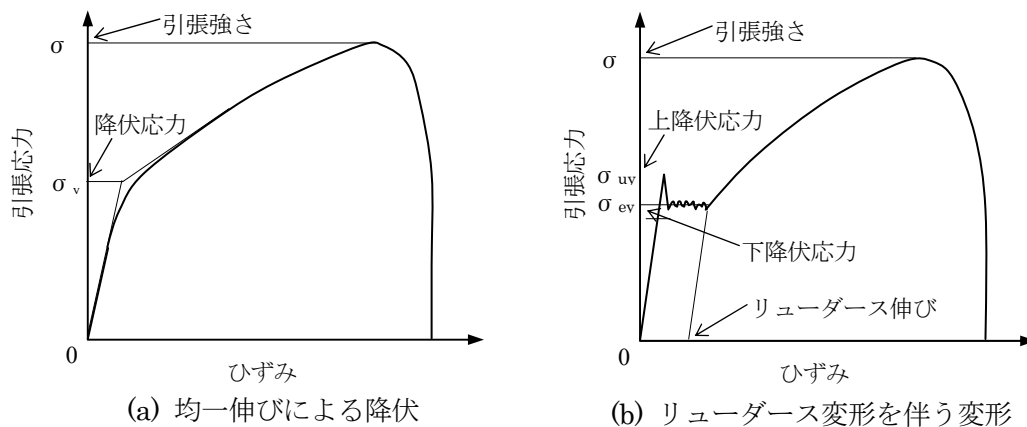 引張強さ
σ
降伏応力
σ v
引張応力
0
ひずみ
(a) 均一伸びによる降伏
引張強さ
σ
上降伏応力
σ uv
σ ev
引張応力
下降伏応力
リューダース伸び
0
ひずみ
(b) リューダース変形を伴う変形